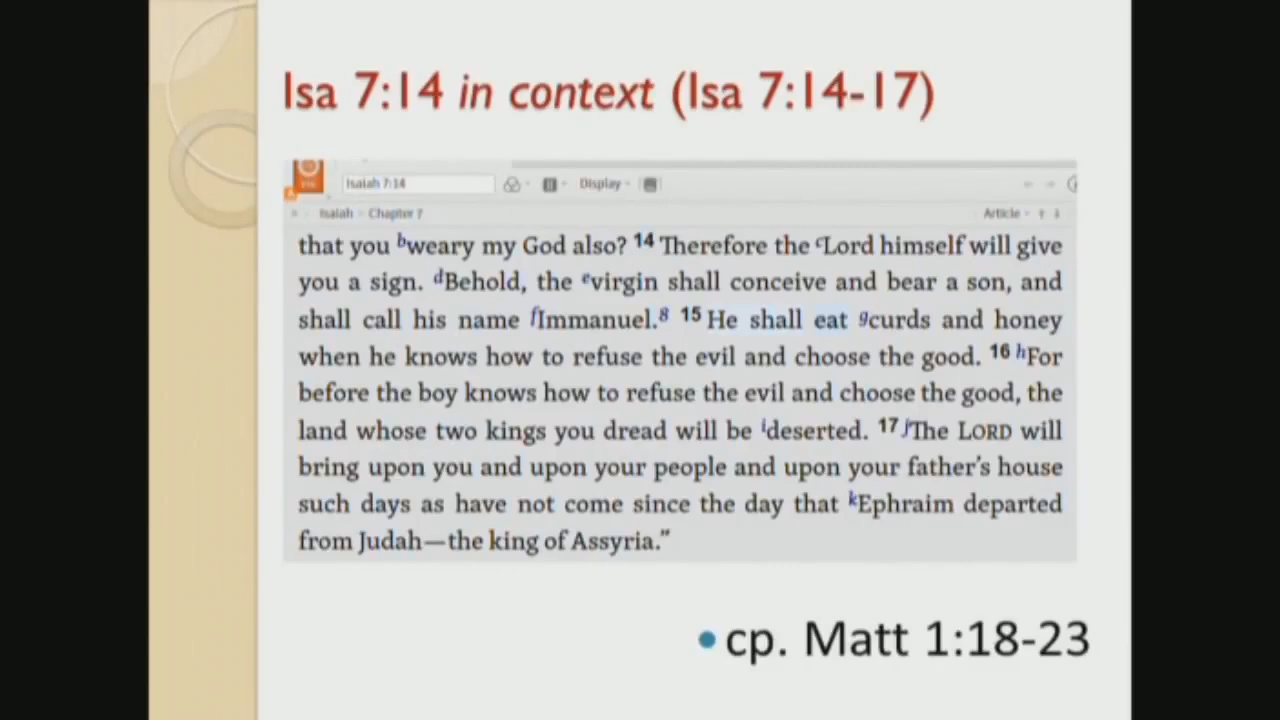 Isa 7:14 in context (Isa 7:14-17)
Isaiah 7:14 Display
Isaiah Chapter 7 Article
that you bweary my God also? 14 Therefore the cLord himself will give
you a sign. dBehold, the evirgin shall conceive and bear a son, and
shall call his name fImmanuel.8 15 He shall eat gcurds and honey
when he knows how to refuse the evil and choose the good. 16 hFor
before the boy knows how to refuse the evil and choose the good, the
land whose two kings you dread will be ideserted. 17 jThe LORD will
bring upon you and upon your people and upon your father's house
such days as have not come since the day that kEphraim departed
from Judah—the king of Assyria.”
• cp. Matt 1:18-23